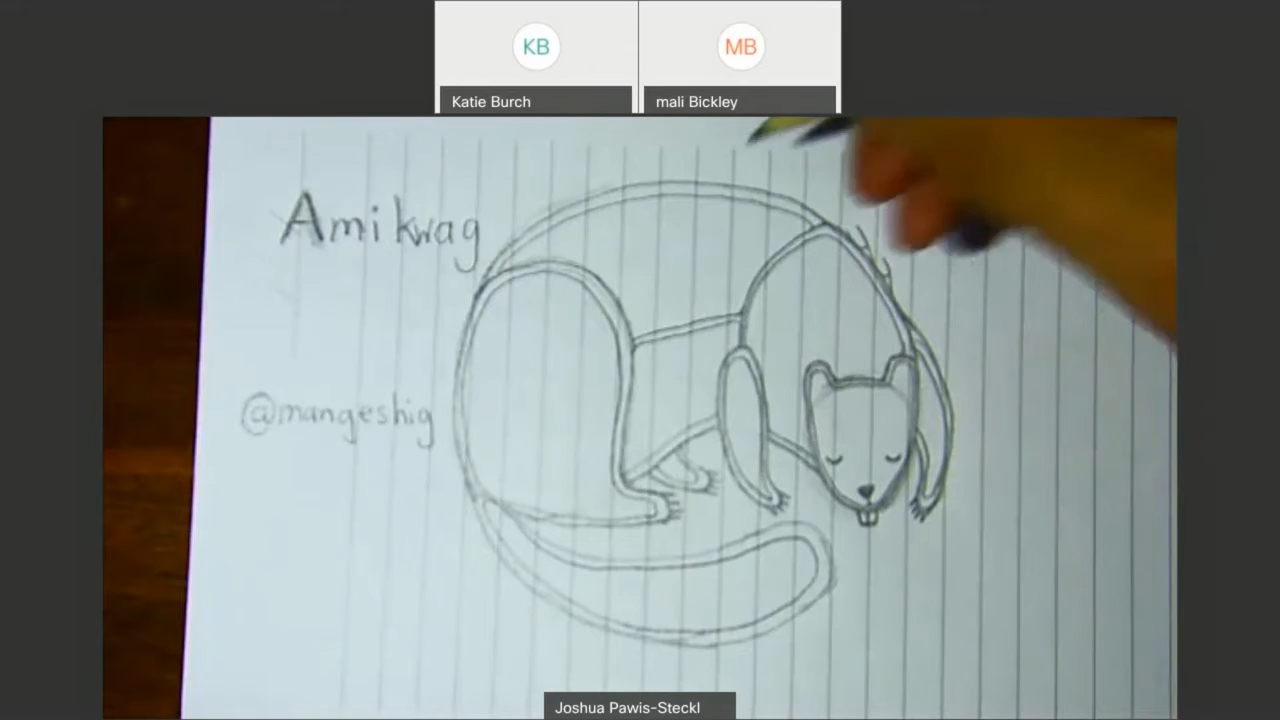 KB
MB
Katie Burch
mali Bickley
Amikwag
@mangeshig
Joshua Pawis-Steckl